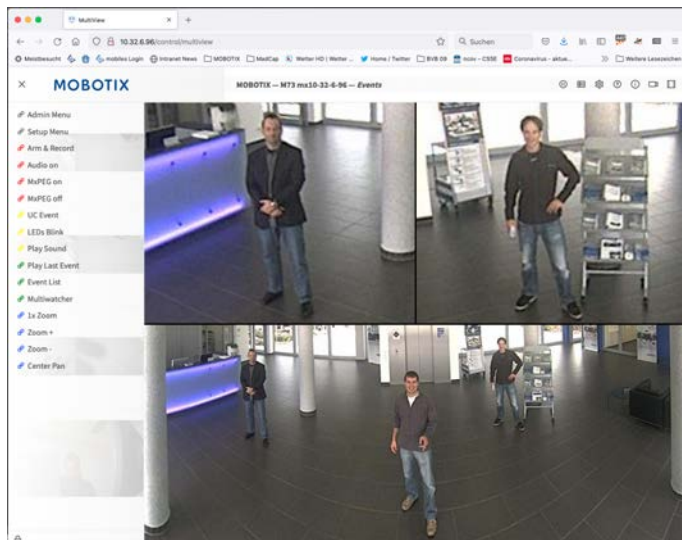 MultiView
10.32.6.96/control/multiview
Suchen
Meistbesucht
mobiles Login
Intranet News
MOBOTIX
MadCap
Wetter HD | Wetter ...
Home / Twitter
BVB 09
ncov – CSSE
Coronavirus - aktue...
Weitere Lesezeichen
MOBOTIX
MOBOTIX — M73 mx10-32-6-96 — Events
Admin Menu
Setup Menu
Arm & Record
Audio on
MxPEG on
MxPEG off
UC Event
LEDs Blink
Play Sound
Play Last Event
Event List
Multiwatcher
1x Zoom
Zoom +
Zoom -
Center Pan